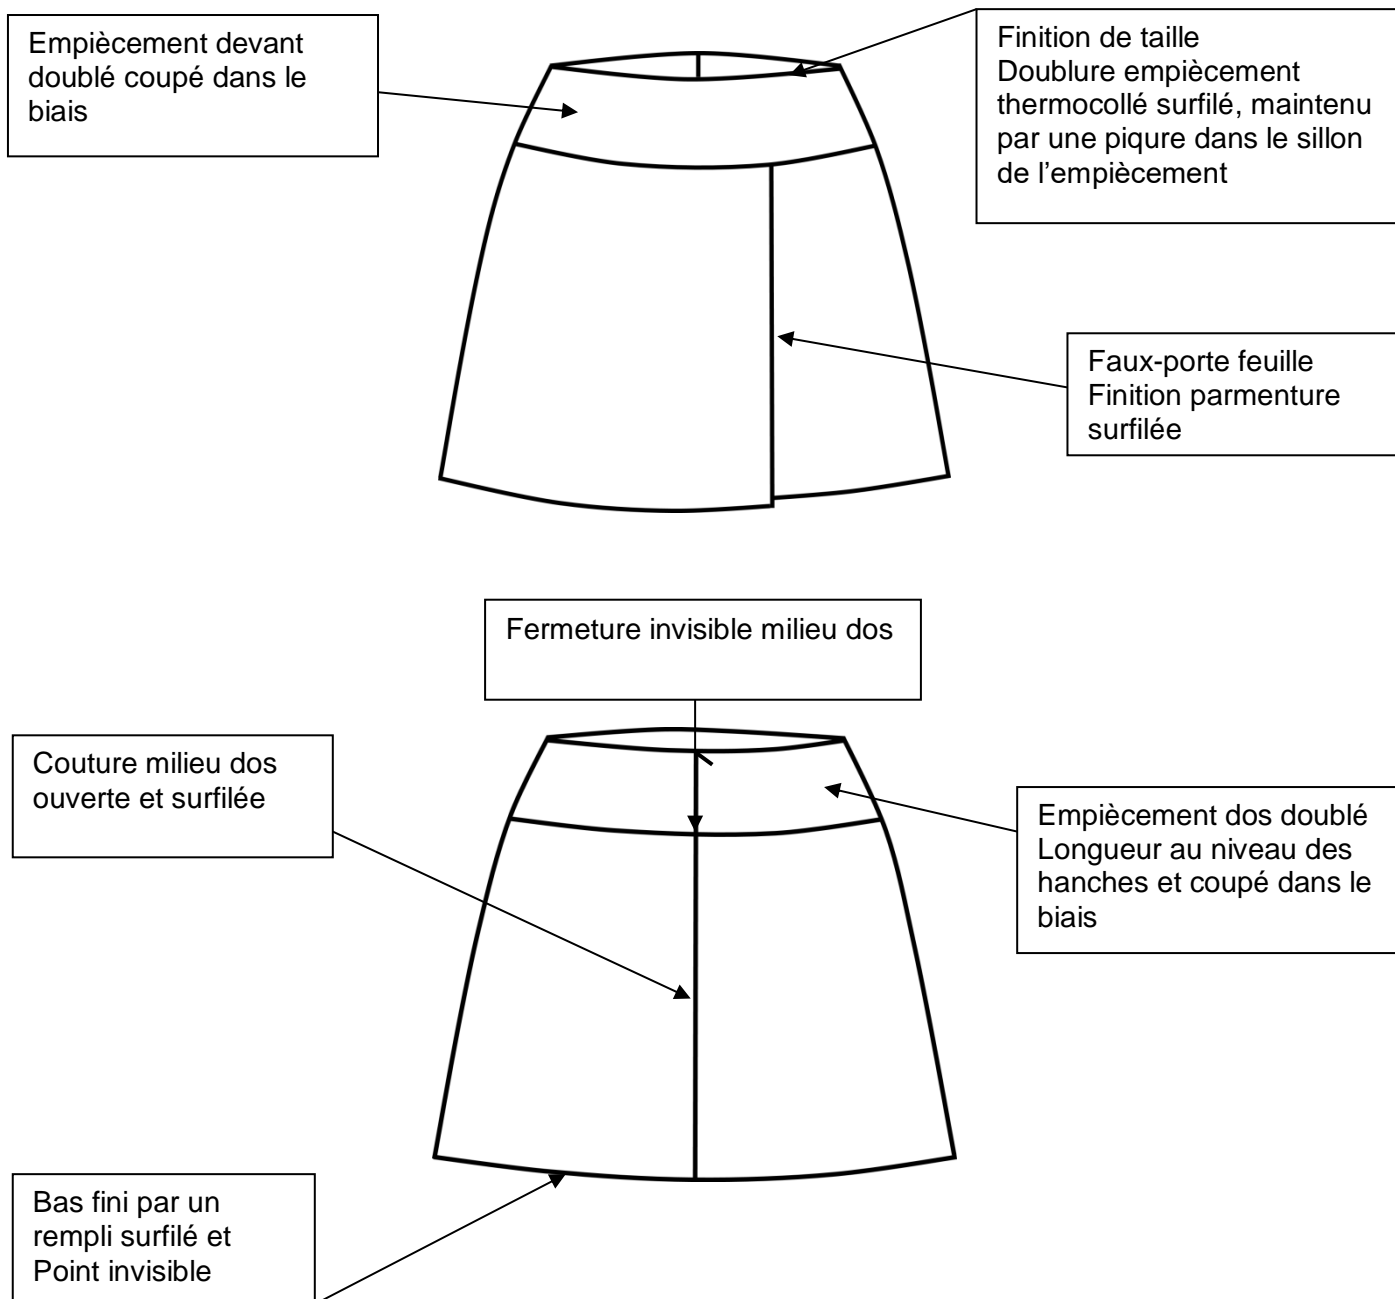 Empiècement devant
doublé coupé dans le
biais
Finition de taille
Doublure empiècement
thermocollé surfilé, maintenu
par une piqure dans le sillon
de l'empiècement
Faux-porte feuille
Finition parmenture
surfilée
Fermeture invisible milieu dos
Couture milieu dos
ouverte et surfilée
Empiècement dos doublé
Longueur au niveau des
hanches et coupé dans le
biais
Bas fini par un
rempli surfilé et
Point invisible